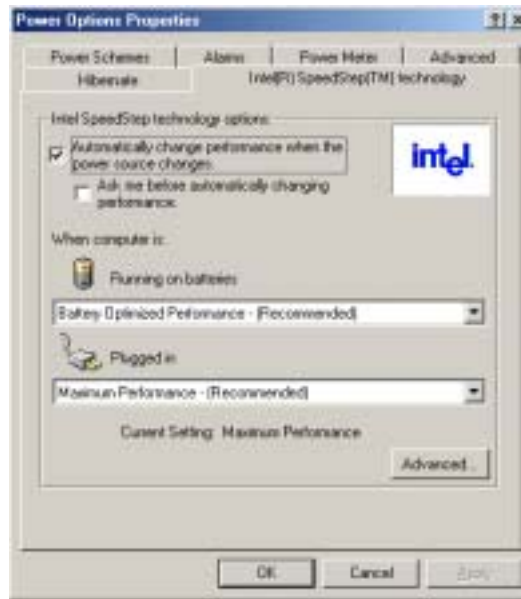 Power Options Properties
Power Schemes
Alarms
Power Meter
Advanced
Hibernate
Intel(R) SpeedStep(TM) technology
Intel SpeedStep technology options
Automatically change performance when the
power source changes.
intel.
Ask me before automatically changing
performance.
When computer is:
Running on batteries
Battery Optimized Performance - (Recommended)
Plugged in
Maximum Performance - (Recommended)
Current Setting: Maximum Performance
Advanced...
OK
Cancel
Apply